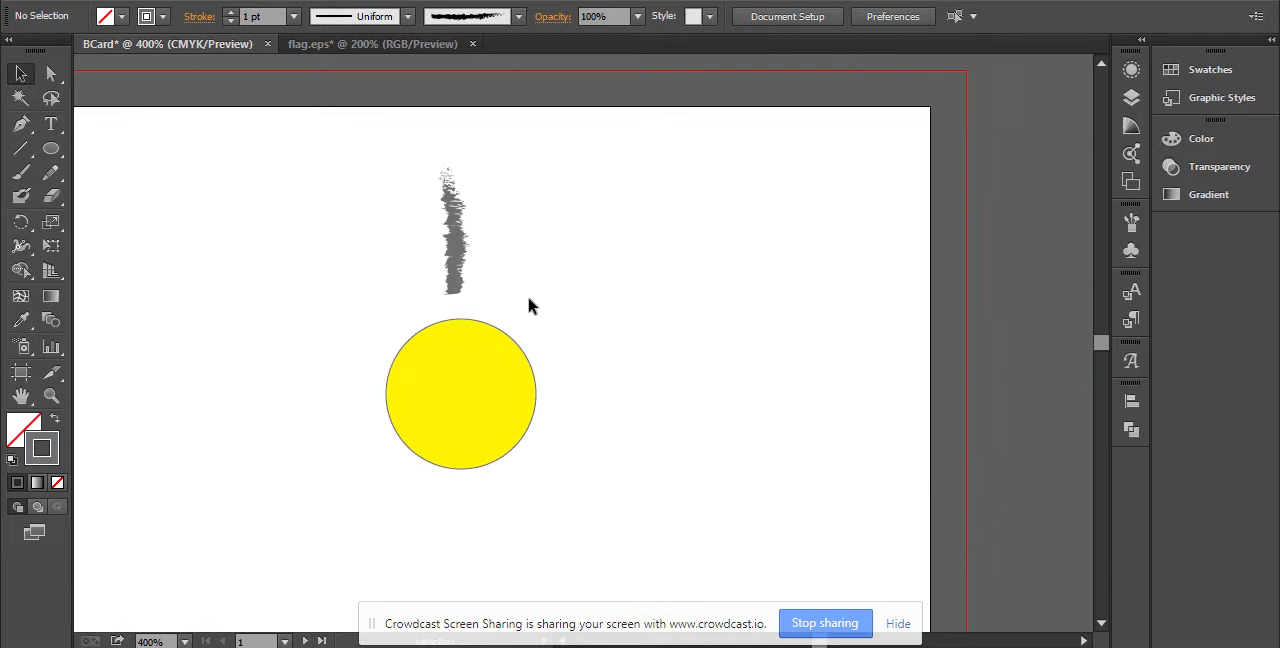 No Selection
Stroke: 1 pt Uniform Opacity: 100% Style: Document Setup Preferences
BCard* @ 400% (CMYK/Preview) × flag.eps* @ 200% (RGB/Preview) ×
Swatches
Graphic Styles
Color
Transparency
Gradient
Crowdcast Screen Sharing is sharing your screen with www.crowdcast.io. Stop sharing Hide
400% 1 Selection